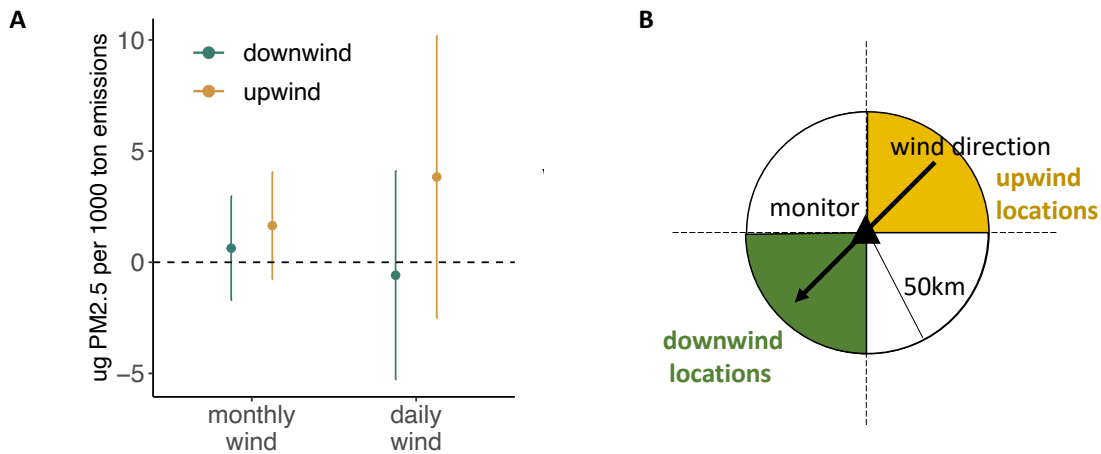 A
ug PM2.5 per 1000 ton emissions
10
5
0
−5
downwind
upwind
monthly
wind
daily
wind
B
wind direction
upwind
locations
monitor
50km
downwind
locations